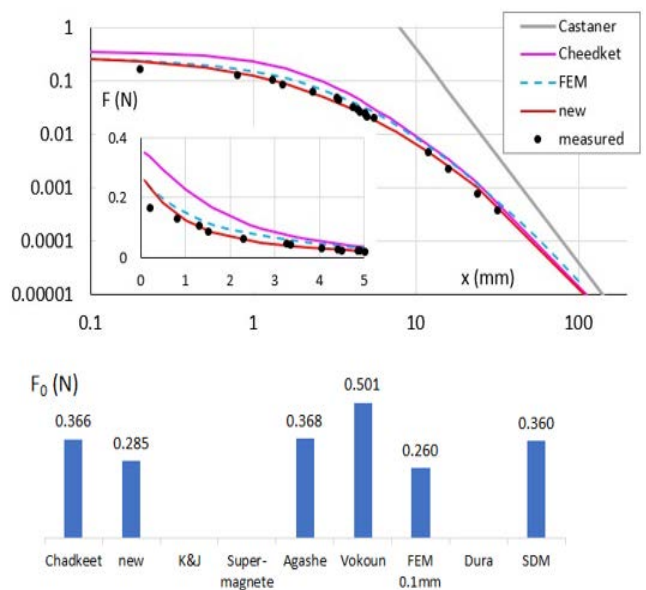 1
0.1
0.01
0.001
0.0001
0.00001
F (N)
0.1 1 10 100
x (mm)
Castaner
Cheedket
FEM
new
measured
0.4
0.2
0
0 1 2 3 4 5
F₀ (N)
0.366
0.285
0.368
0.501
0.260
0.360
Chadkeet new K&J Super- Agashe Vokoun FEM Dura SDM
magnete 0.1mm